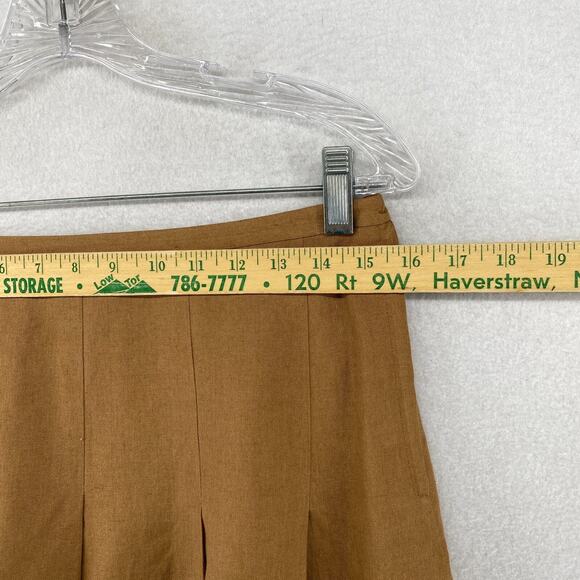 6 7 8 9 10 11 12 13 14 15 16 17 18 19
STORAGE • Low Tor 786-7777 • 120 Rt 9W, Haverstraw, N